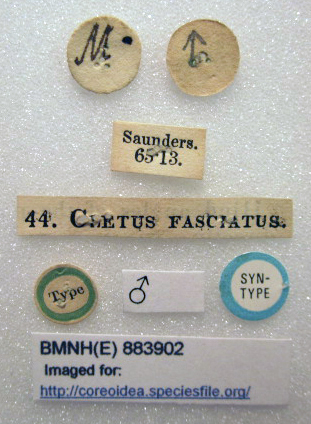 M
Saunders.
65·13.
44. CLETUS FASCIATUS.
Type
♂
SYN-
TYPE
BMNH(E) 883902
Imaged for:
http://coreoidea.speciesfile.org/